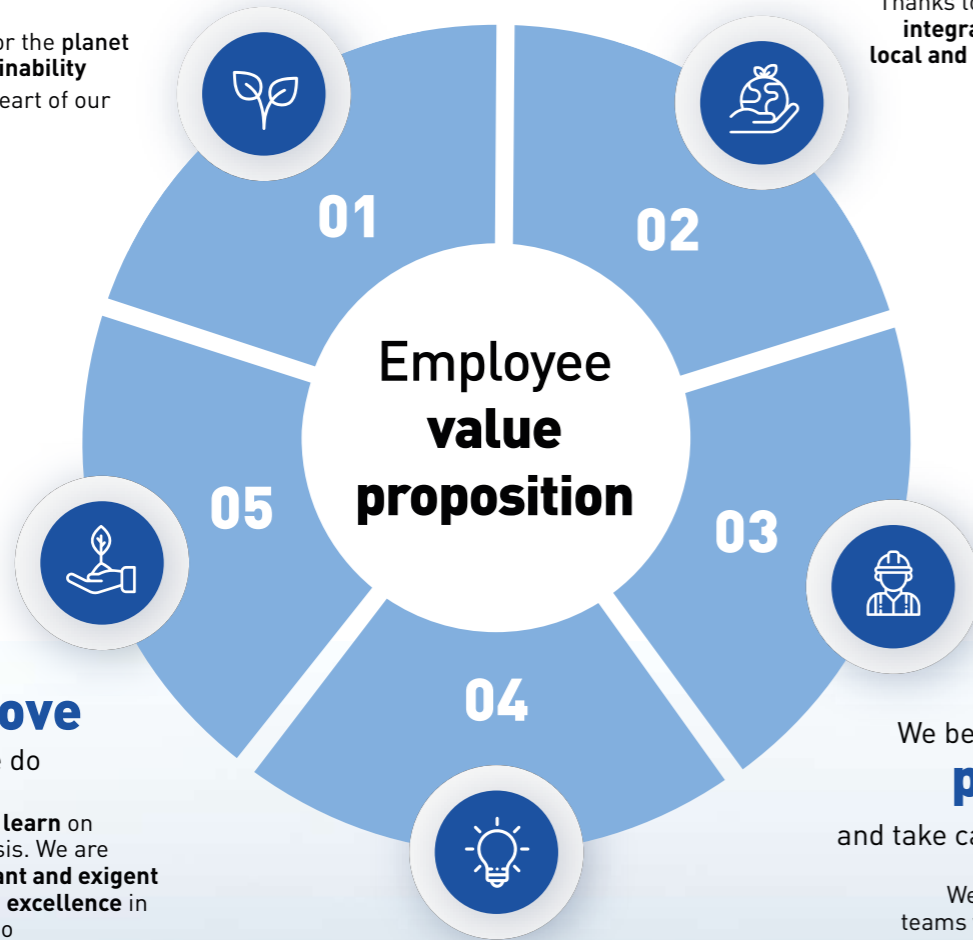 or the planet
inability
eart of our
Thanks to
integra
local and
01
02
Employee
value
proposition
05
03
04
ove
e do
learn on
sis. We are
ant and exigent
excellence in
o
We be
p
and take ca
We
teams